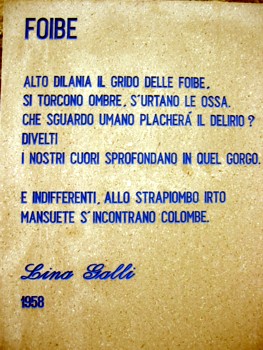 FOIBE
ALTO DILANIA IL GRIDO DELLE FOIBE,
SI TORCONO OMBRE, S'URTANO LE OSSA.
CHE SGUARDO UMANO PLACHERÁ IL DELIRIO?
DIVELTI
I NOSTRI CUORI SPROFONDANO IN QUEL GORGO.
E INDIFFERENTI, ALLO STRAPIOMBO IRTO
MANSUETE S'INCONTRANO COLOMBE.
Lina Galli
1958